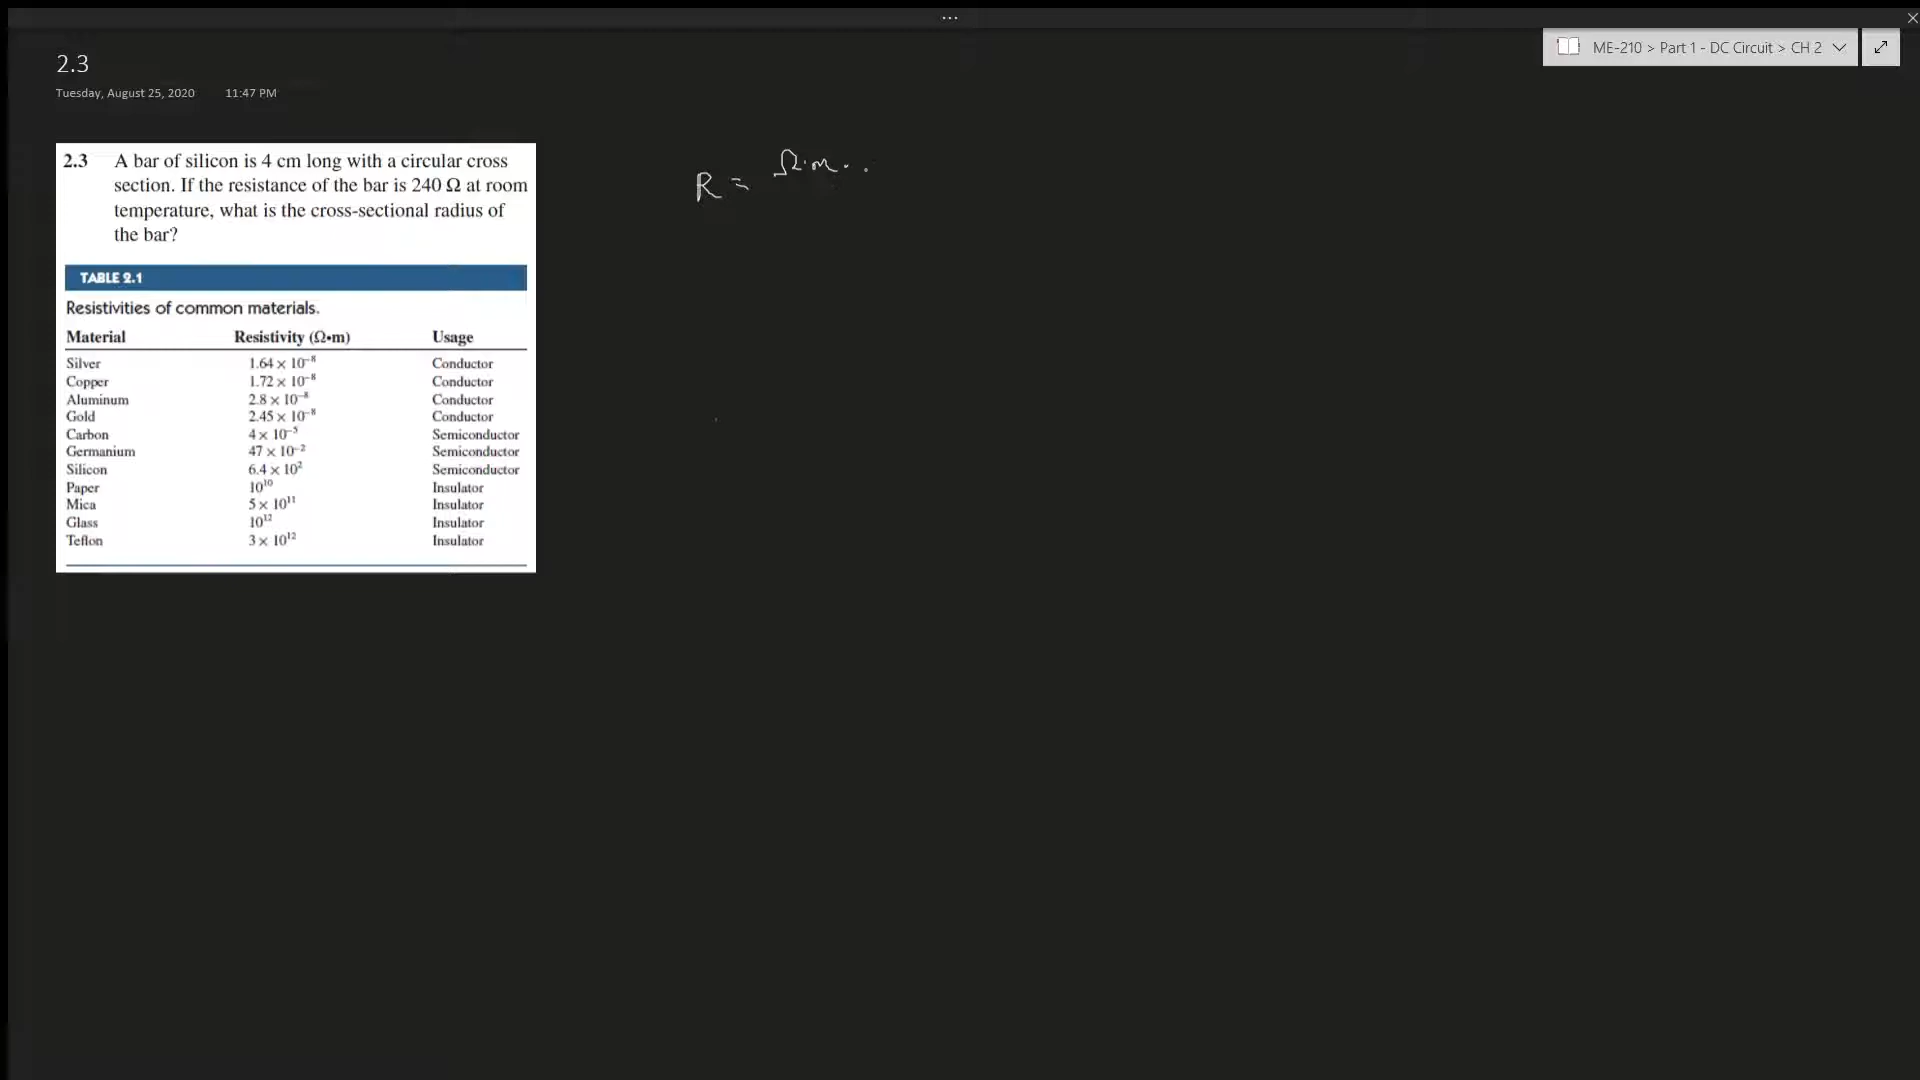 ...
ME-210 > Part 1 - DC Circuit > CH 2
2.3
Tuesday, August 25, 2020 11:47 PM
2.3 A bar of silicon is 4 cm long with a circular cross
section. If the resistance of the bar is 240 Ω at room
temperature, what is the cross-sectional radius of
the bar?
TABLE 2.1
Resistivities of common materials.
Material Resistivity (Ω•m) Usage
Silver 1.64 × 10⁻⁸ Conductor
Copper 1.72 × 10⁻⁸ Conductor
Aluminum 2.8 × 10⁻⁸ Conductor
Gold 2.45 × 10⁻⁸ Conductor
Carbon 4 × 10⁻⁵ Semiconductor
Germanium 47 × 10⁻² Semiconductor
Silicon 6.4 × 10² Semiconductor
Paper 10¹⁰ Insulator
Mica 5 × 10¹¹ Insulator
Glass 10¹² Insulator
Teflon 3 × 10¹² Insulator
R = Ω·m · .